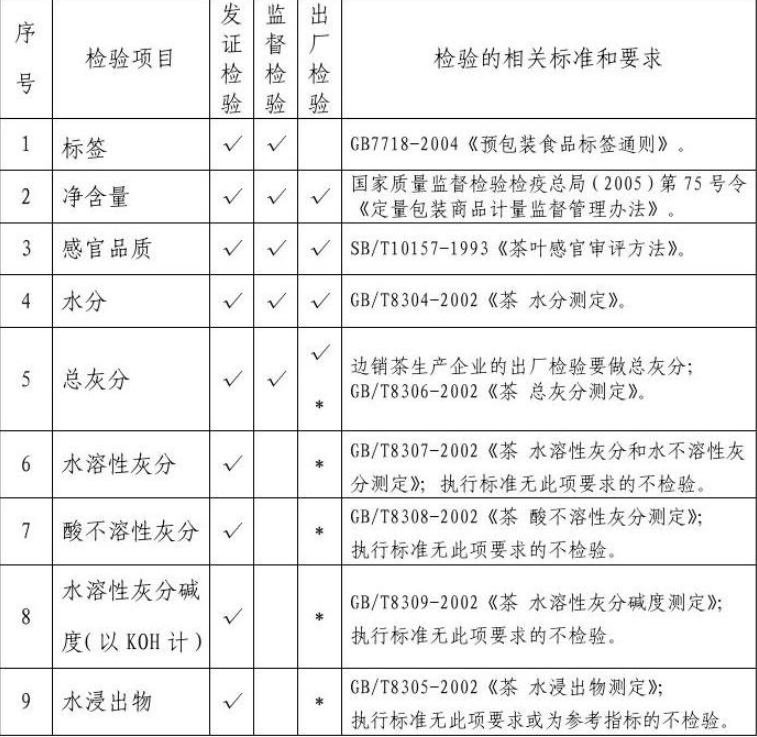 序号 检验项目 发证检验 监督检验 出厂检验 检验的相关标准和要求
1 标签 √ √ GB7718-2004《预包装食品标签通则》。
2 净含量 √ √ √ 国家质量监督检验检疫总局(2005)第75号令
《定量包装商品计量监督管理办法》。
3 感官品质 √ √ √ SB/T10157-1993《茶叶感官审评方法》。
4 水分 √ √ √ GB/T8304-2002《茶 水分测定》。
5 总灰分 √ √ √ * 边销茶生产企业的出厂检验要做总灰分;
GB/T8306-2002《茶 总灰分测定》。
6 水溶性灰分 √ * GB/T8307-2002《茶 水溶性灰分和水不溶性灰
分测定》; 执行标准无此项要求的不检验。
7 酸不溶性灰分 √ * GB/T8308-2002《茶 酸不溶性灰分测定》;
执行标准无此项要求的不检验。
8 水溶性灰分碱
度(以 KOH 计) √ * GB/T8309-2002《茶 水溶性灰分碱度测定》;
执行标准无此项要求的不检验。
9 水浸出物 √ * GB/T8305-2002《茶 水浸出物测定》;
执行标准无此项要求或为参考指标的不检验。